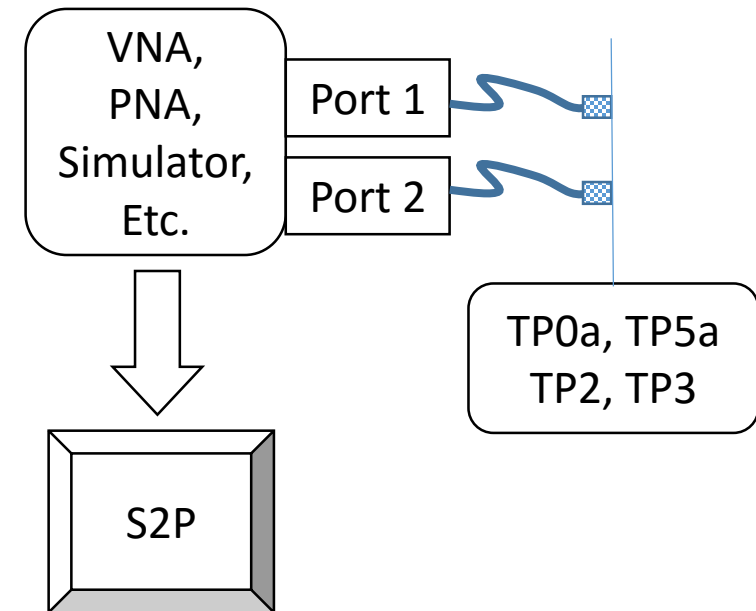 VNA,
PNA,
Simulator,
Etc.
Port 1
Port 2
TP0a, TP5a
TP2, TP3
S2P